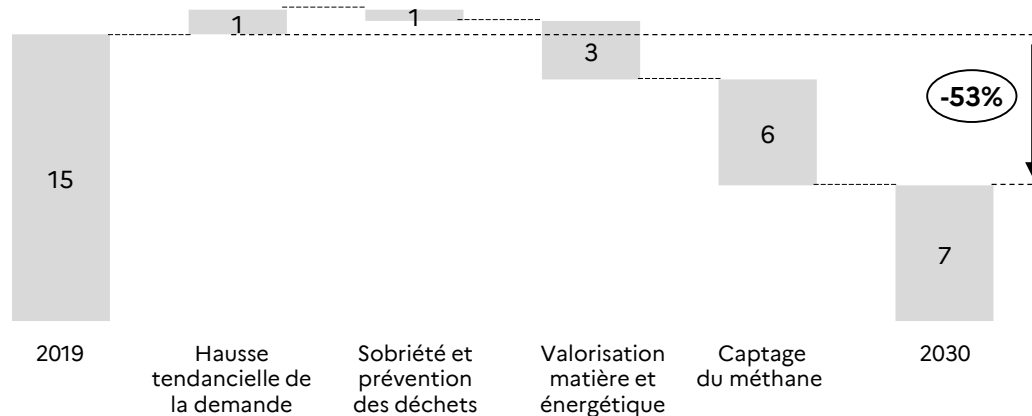 1
1
3
-53%
6
15
7
2019
Hausse
tendancielle de
la demande
Sobriété et
prévention
des déchets
Valorisation
matière et
énergétique
Captage
du méthane
2030